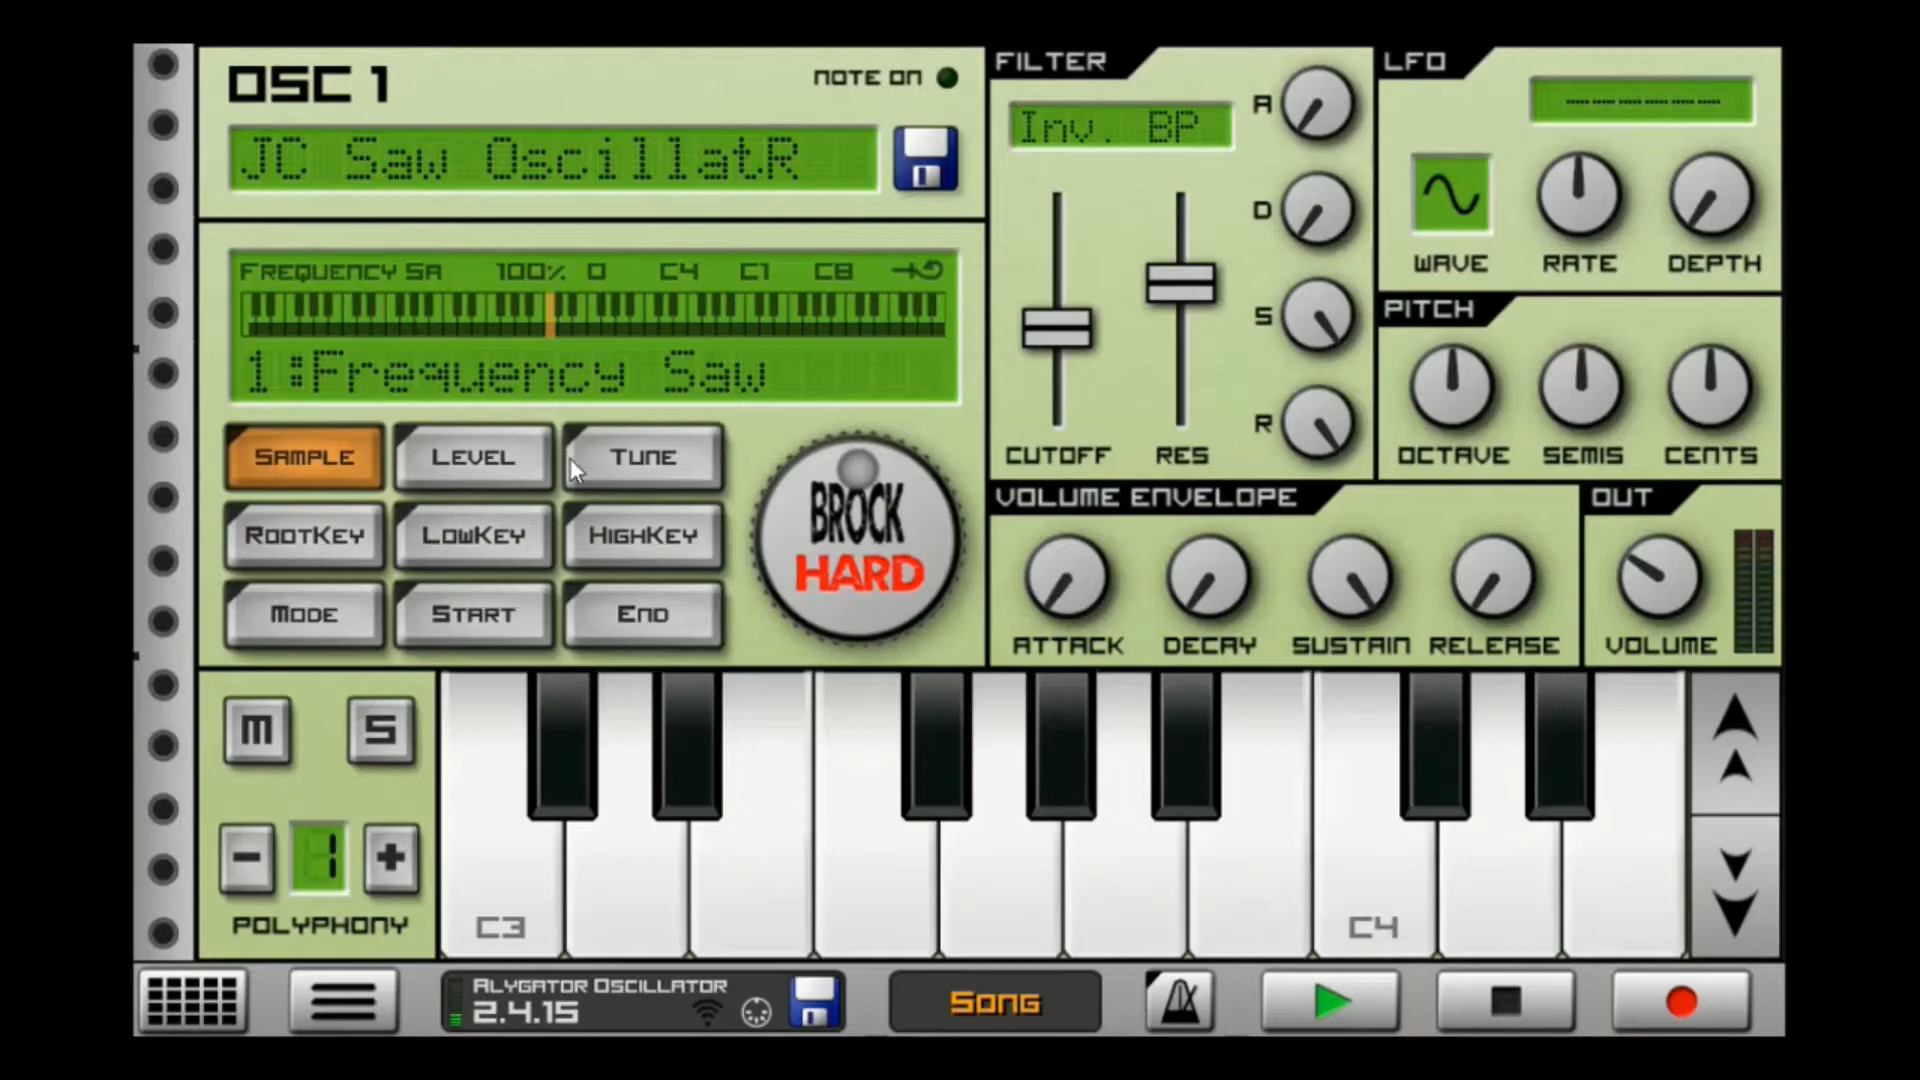 OSC 1
NOTE ON
JC Saw OscillatR
FREQUENCY SA 100% 0 C4 C1 C8
1:Frequency Saw
SAMPLE
LEVEL
TUNE
ROOTKEY
LOWKEY
HIGHKEY
MODE
START
END
BROCK
HARD
FILTER
Inv. BP
A
D
S
R
CUTOFF
RES
LFO
------
WAVE
RATE
DEPTH
PITCH
OCTAVE
SEMIS
CENTS
VOLUME ENVELOPE
ATTACK
DECAY
SUSTAIN
RELEASE
OUT
VOLUME
M
S
-
1
+
POLYPHONY
C3
C4
ALYGATOR OSCILLATOR
2.4.15
SONG